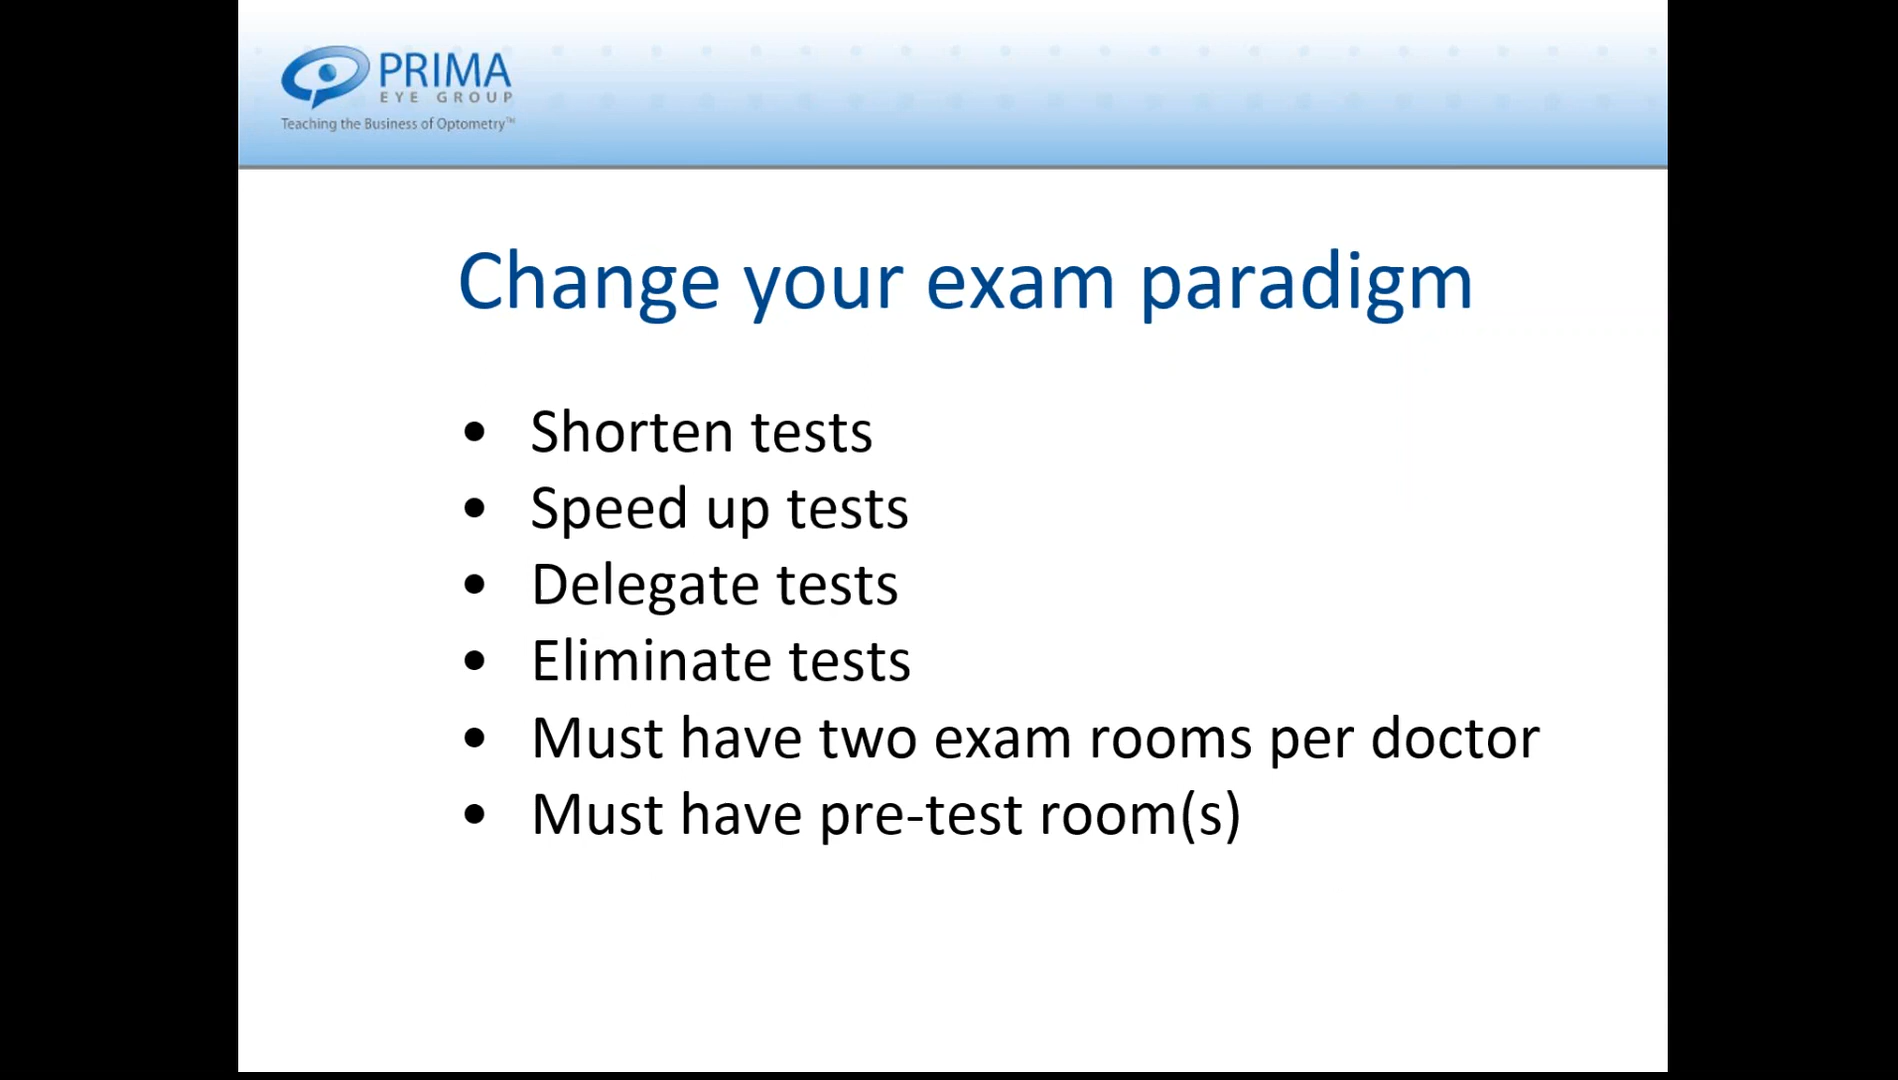 PRIMA
EYE GROUP
Teaching the Business of Optometry™
Change your exam paradigm
• Shorten tests
• Speed up tests
• Delegate tests
• Eliminate tests
• Must have two exam rooms per doctor
• Must have pre-test room(s)